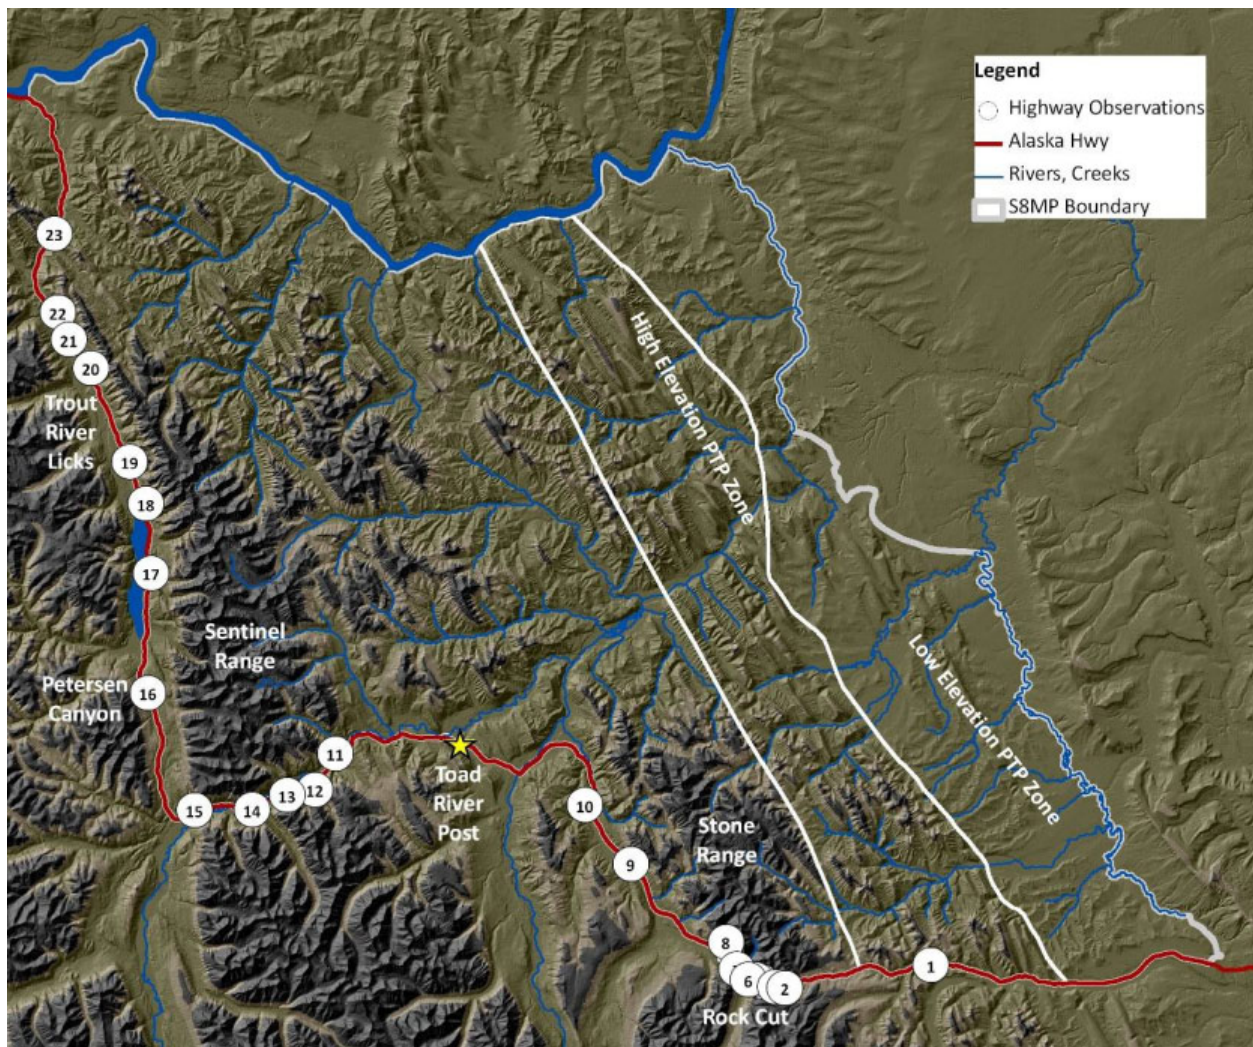 Legend
Highway Observations
Alaska Hwy
Rivers, Creeks
S8MP Boundary
23
22
21
20
Trout
River
Licks
19
18
17
High Elevation PTP Zone
Sentinel
Range
Petersen
Canyon
16
Low Elevation PTP Zone
11
12
13
14
15
Toad
River
Post
10
Stone
Range
9
8
6
2
1
Rock Cut